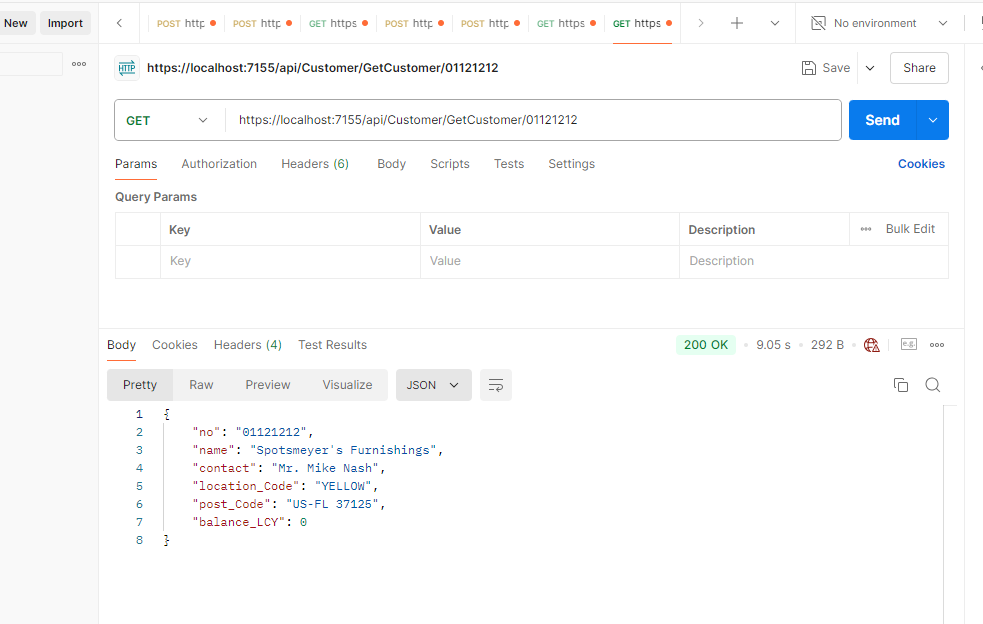 New Import
POST http POST http GET https POST http POST http GET https GET https No environment
HTTP https://localhost:7155/api/Customer/GetCustomer/01121212 Save Share
GET https://localhost:7155/api/Customer/GetCustomer/01121212 Send
Params Authorization Headers (6) Body Scripts Tests Settings Cookies
Query Params
Key Value Description Bulk Edit
Key Value Description
Body Cookies Headers (4) Test Results 200 OK 9.05 s 292 B e.g.
Pretty Raw Preview Visualize JSON
1 {
2 "no": "01121212",
3 "name": "Spotsmeyer's Furnishings",
4 "contact": "Mr. Mike Nash",
5 "location_Code": "YELLOW",
6 "post_Code": "US-FL 37125",
7 "balance_LCY": 0
8 }